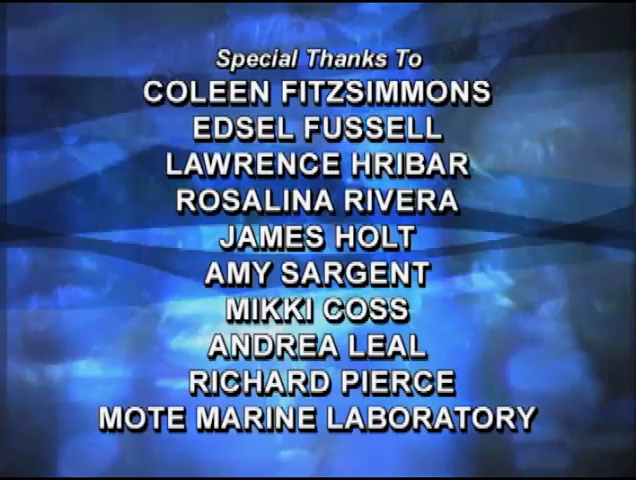 Special Thanks To
COLEEN FITZSIMMONS
EDSEL FUSSELL
LAWRENCE HRIBAR
ROSALINA RIVERA
JAMES HOLT
AMY SARGENT
MIKKI COSS
ANDREA LEAL
RICHARD PIERCE
MOTE MARINE LABORATORY